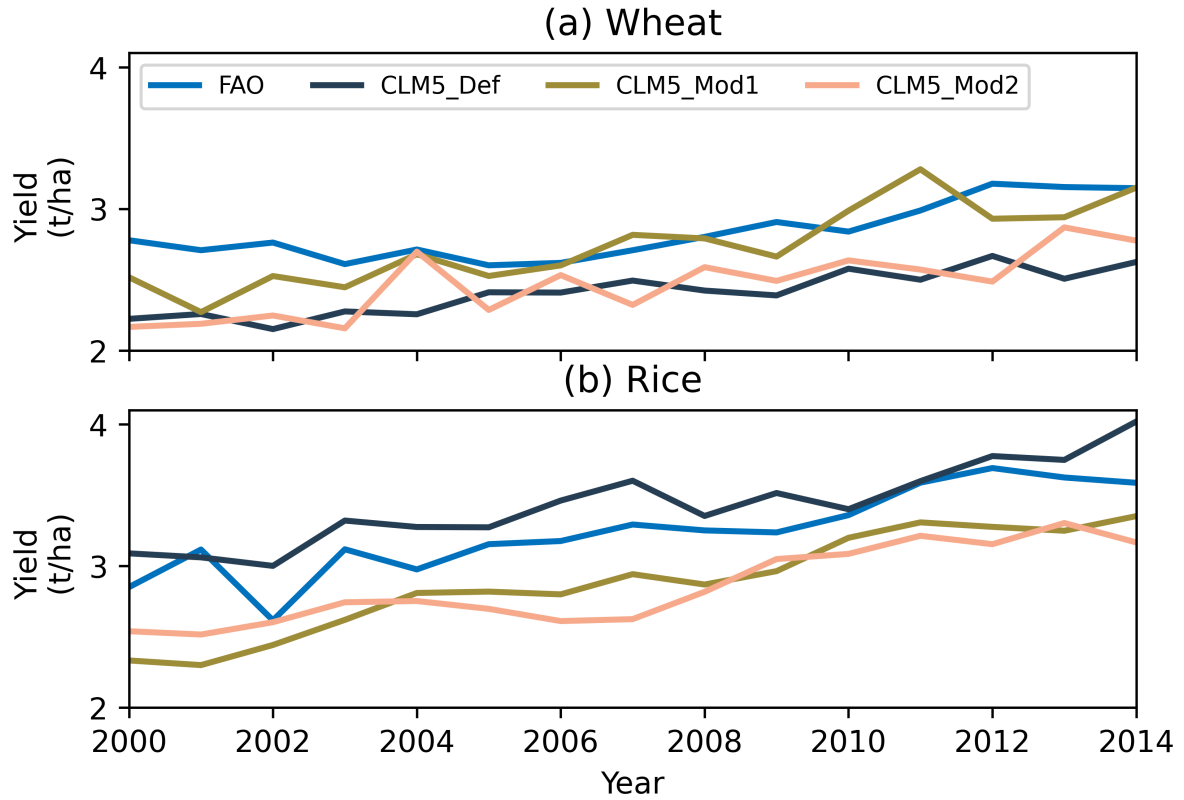 (a) Wheat
4
FAO CLM5_Def CLM5_Mod1 CLM5_Mod2
3
Yield
(t/ha)
2
(b) Rice
4
3
Yield
(t/ha)
2
2000 2002 2004 2006 2008 2010 2012 2014
Year